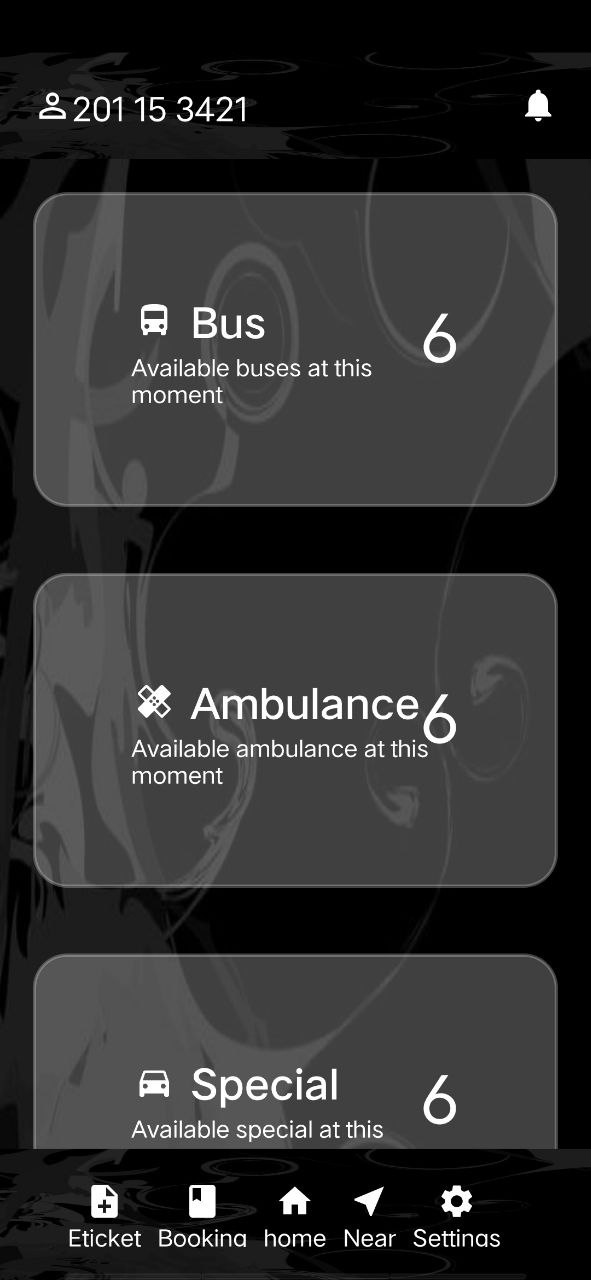 201 15 3421
Bus
6
Available buses at this
moment
Ambulance
6
Available ambulance at this
moment
Special
6
Available special at this
Eticket Booking home Near Settings